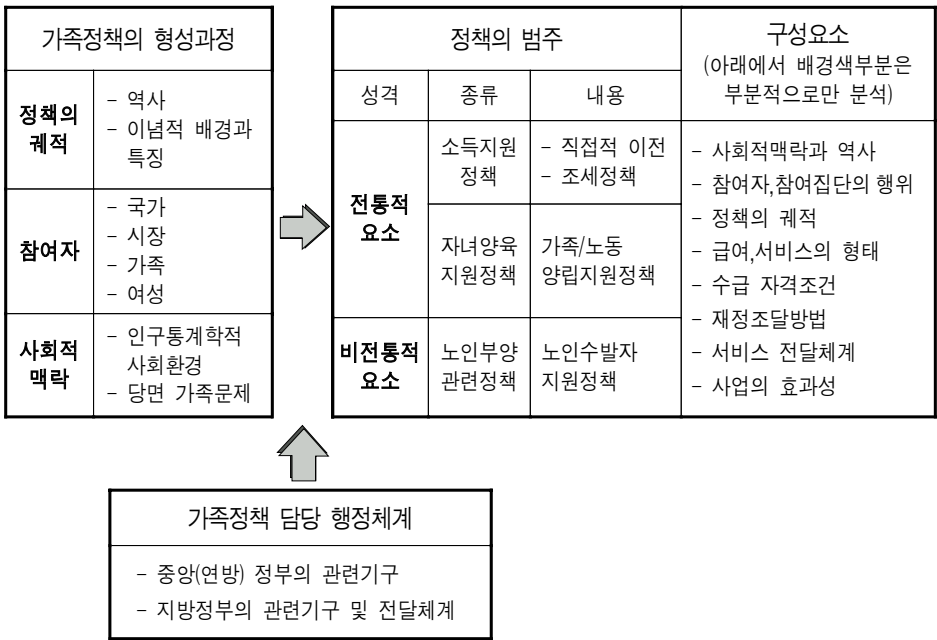 가족정책의 형성과정
정책의
궤적
- 역사
- 이념적 배경과
특징
참여자
- 국가
- 시장
- 가족
- 여성
사회적
맥락
- 인구통계학적
사회환경
- 당면 가족문제
정책의 범주
성격
종류
내용
전통적
요소
소득지원
정책
- 직접적 이전
- 조세정책
자녀양육
지원정책
가족/노동
양립지원정책
비전통적
요소
노인부양
관련정책
노인수발자
지원정책
구성요소
(아래에서 배경색부분은
부분적으로만 분석)
- 사회적맥락과 역사
- 참여자,참여집단의 행위
- 정책의 궤적
- 급여,서비스의 형태
- 수급 자격조건
- 재정조달방법
- 서비스 전달체계
- 사업의 효과성
가족정책 담당 행정체계
- 중앙(연방) 정부의 관련기구
- 지방정부의 관련기구 및 전달체계